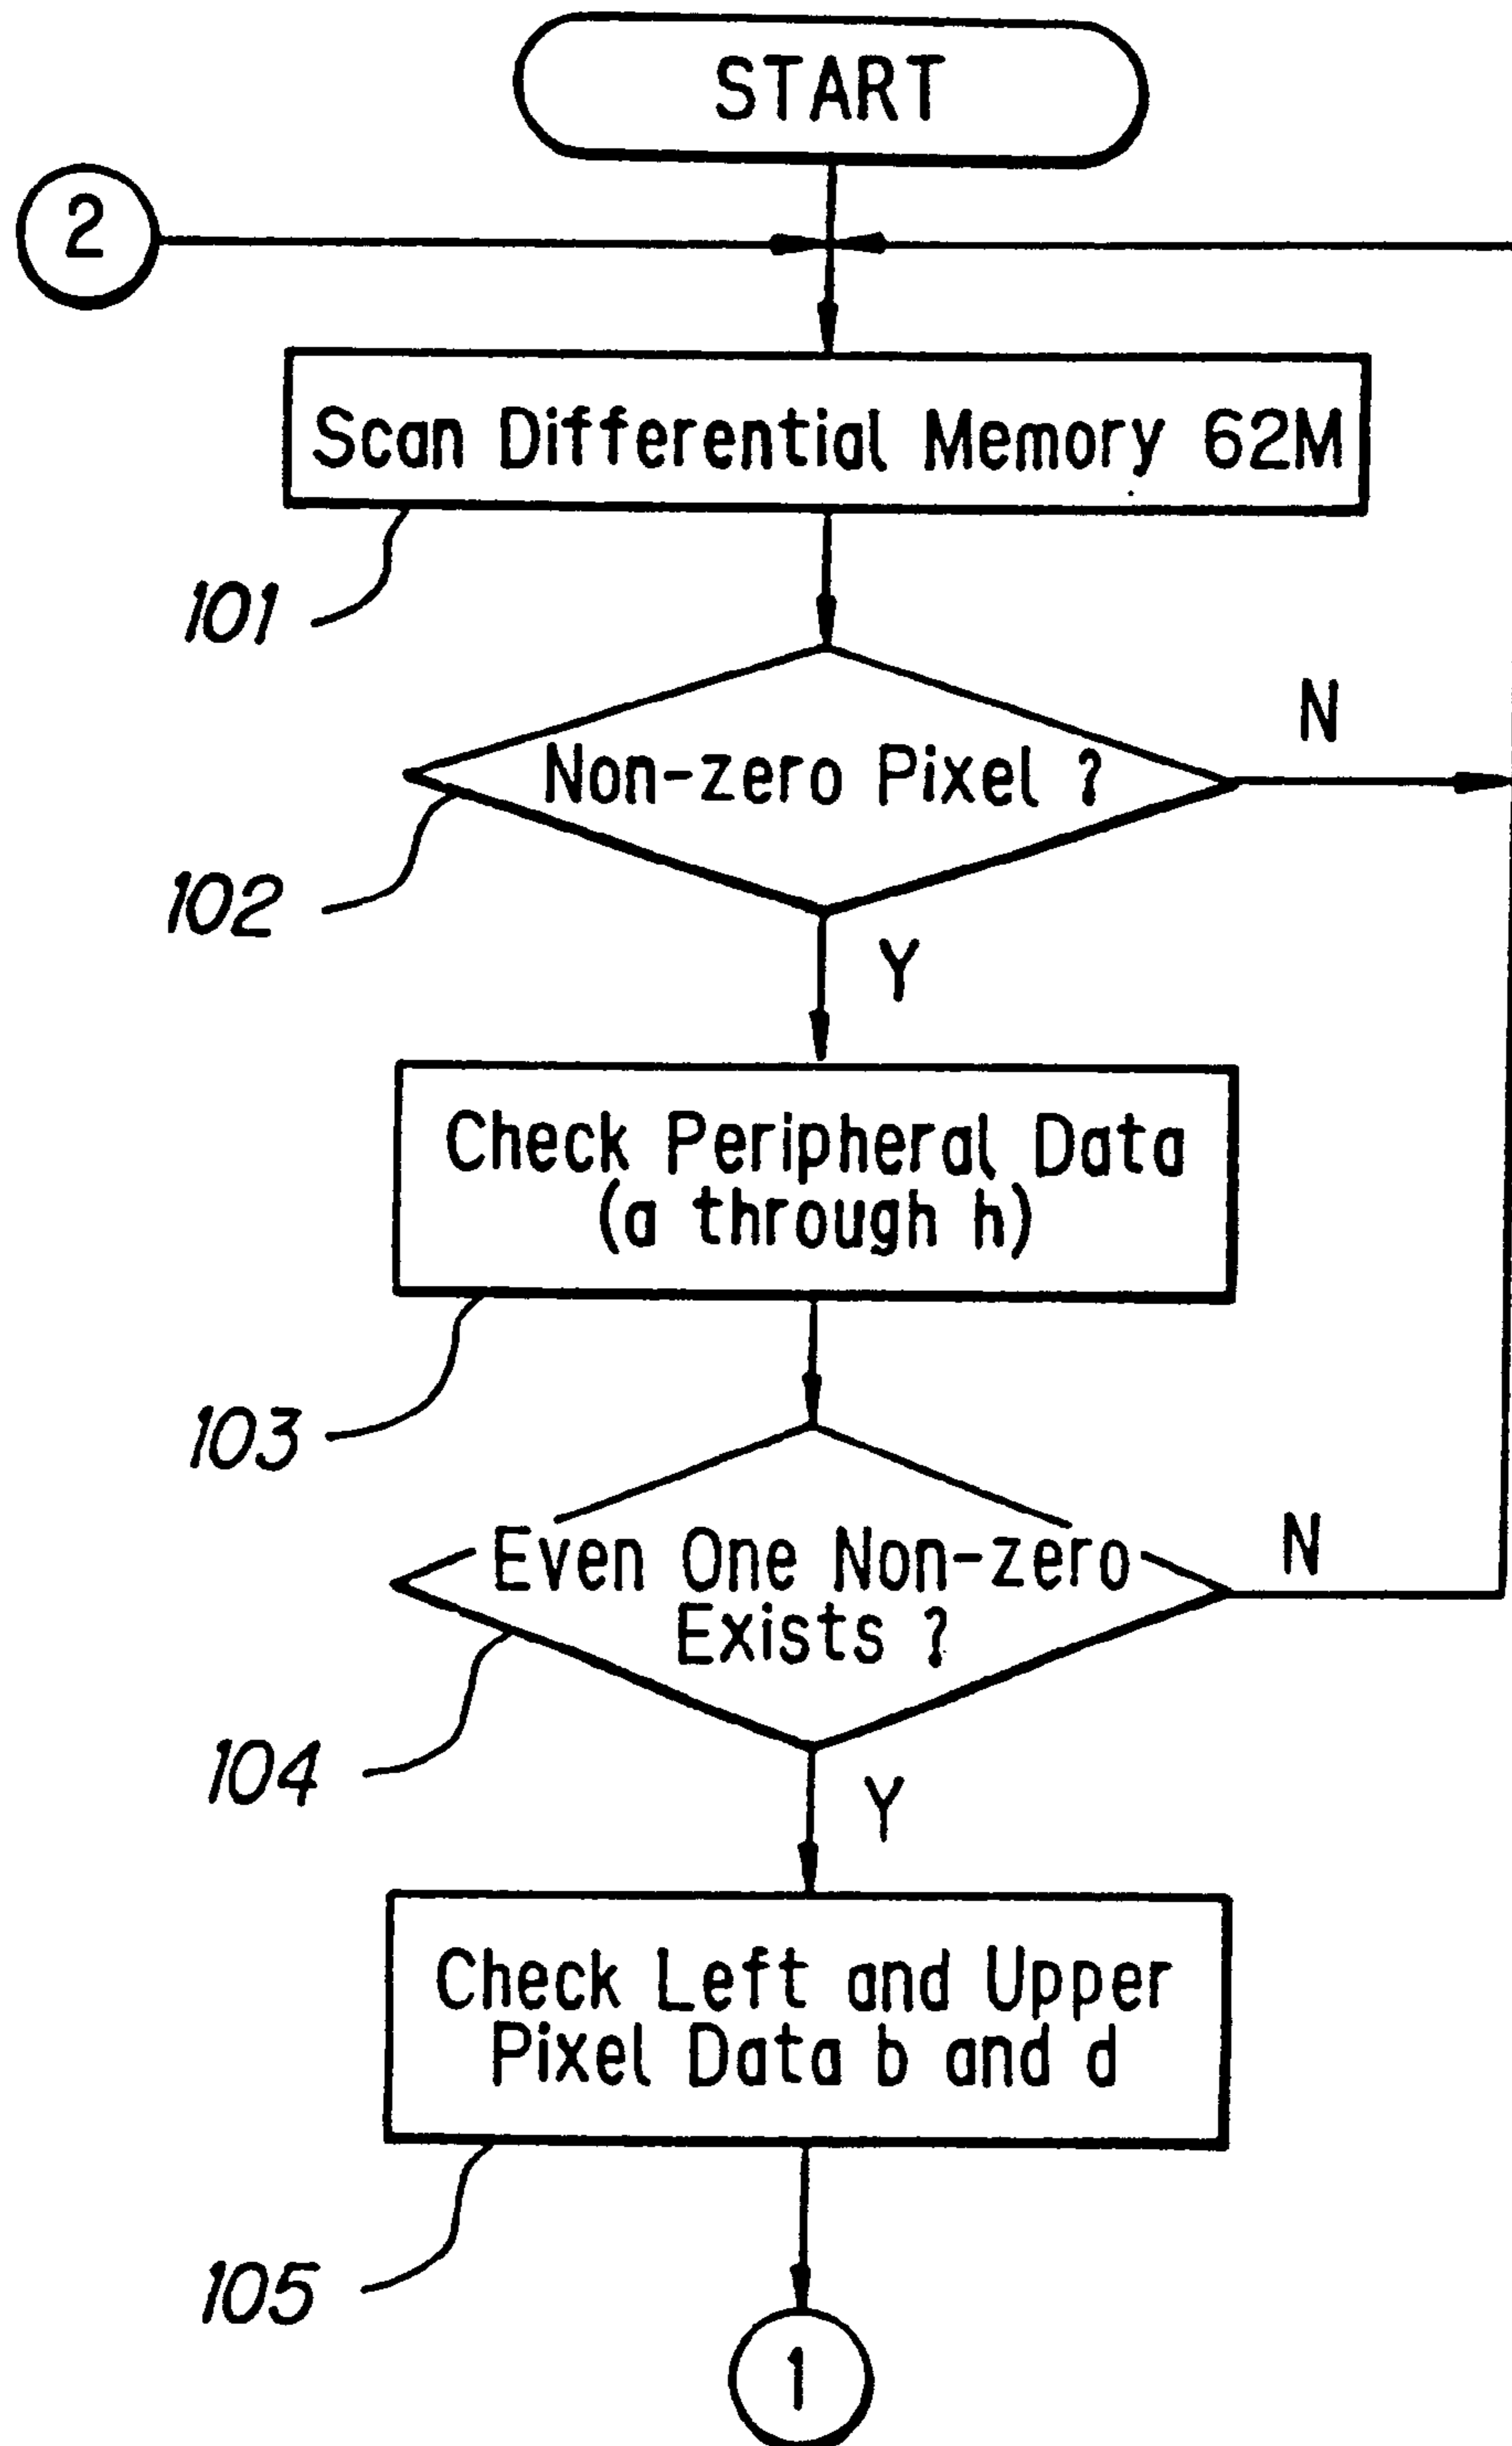 START
2
Scan Differential Memory 62M
101
Non-zero Pixel ?
N
102
Y
Check Peripheral Data
(a through h)
103
Even One Non-zero
Exists ?
N
104
Y
Check Left and Upper
Pixel Data b and d
105
1